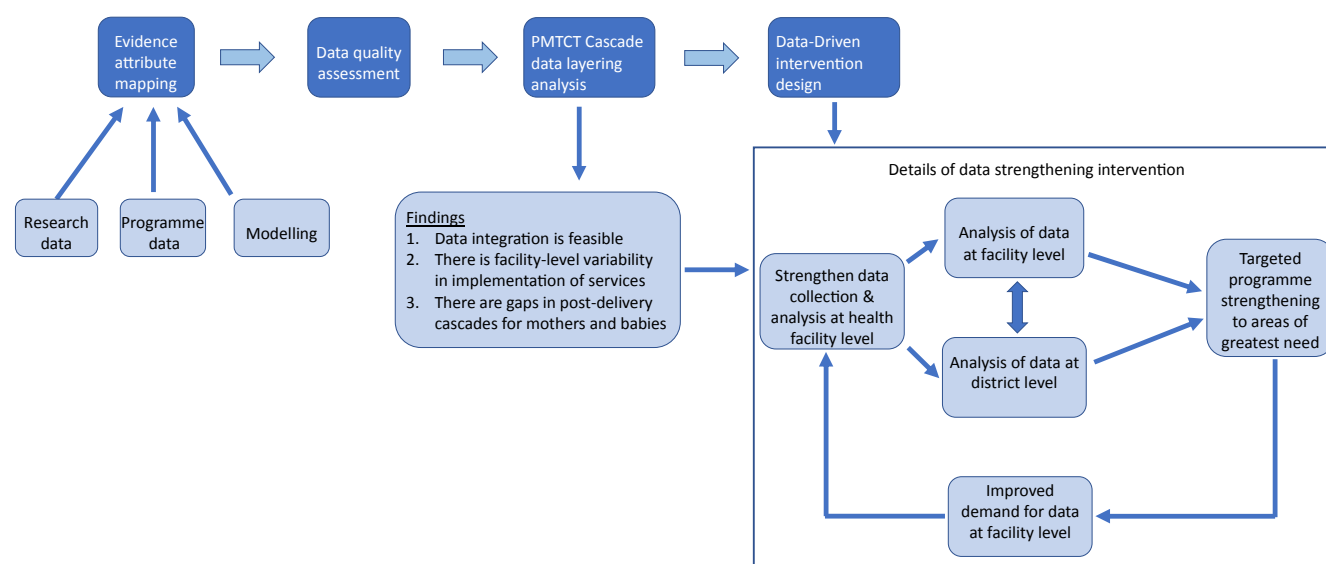 Evidence
attribute
mapping
Data quality
assessment
PMTCT Cascade
data layering
analysis
Data-Driven
intervention
design
Research
data
Programme
data
Modelling
Findings
1. Data integration is feasible
2. There is facility-level variability
in implementation of services
3. There are gaps in post-delivery
cascades for mothers and babies
Details of data strengthening intervention
Strengthen data
collection &
analysis at health
facility level
Analysis of data
at facility level
Analysis of data at
district level
Targeted
programme
strengthening
to areas of
greatest need
Improved
demand for data
at facility level